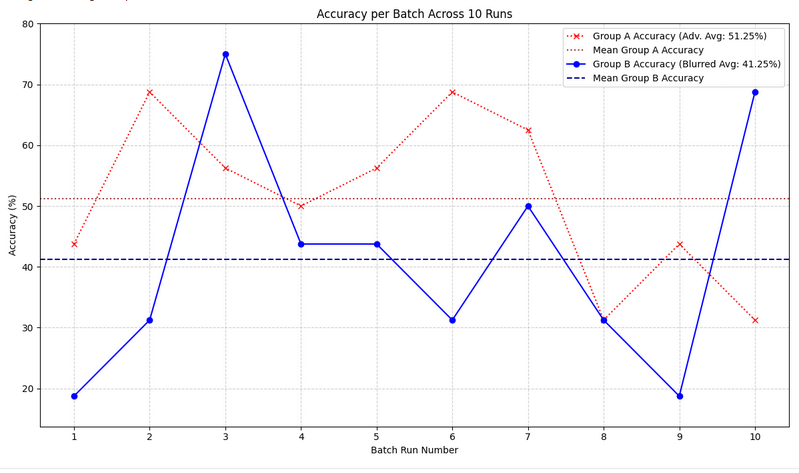 Accuracy per Batch Across 10 Runs
Group A Accuracy (Adv. Avg: 51.25%)
Mean Group A Accuracy
Group B Accuracy (Blurred Avg: 41.25%)
Mean Group B Accuracy
Accuracy (%)
80
70
60
50
40
30
20
1 2 3 4 5 6 7 8 9 10
Batch Run Number